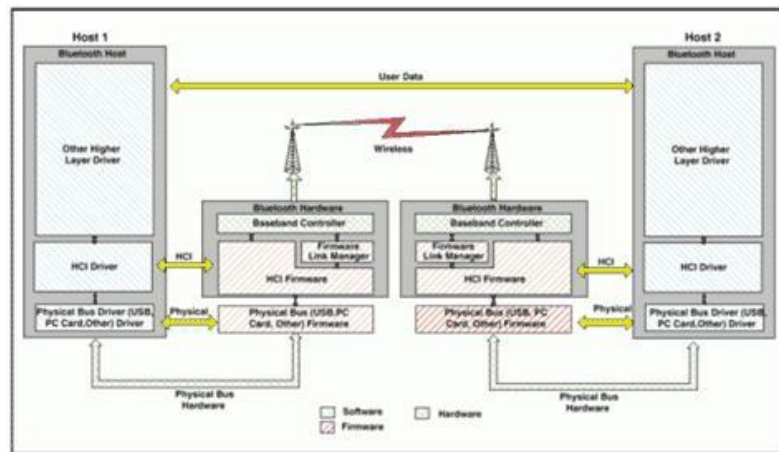 Host 1
Host 2
Bluetooth Host
Bluetooth Host
User Data
Other Higher
Layer Driver
Other Higher
Layer Driver
Wireless
Bluetooth Hardware
Bluetooth Hardware
Baseband Controller
Baseband Controller
HCI Driver
HCI
Firmware
Link Manager
HCI Firmware
Firmware
Link Manager
HCI Firmware
HCI
HCI Driver
Physical Bus Driver (USB,
PC Card,Other) Driver
Physical
Physical Bus (USB,PC
Card, Other) Firmware
Physical Bus (USB, PC
Card, Other) Firmware
Physical
Physical Bus Driver (USB,
PC Card,Other) Driver
Physical Bus
Hardware
Physical Bus
Hardware
Software
Hardware
Firmware